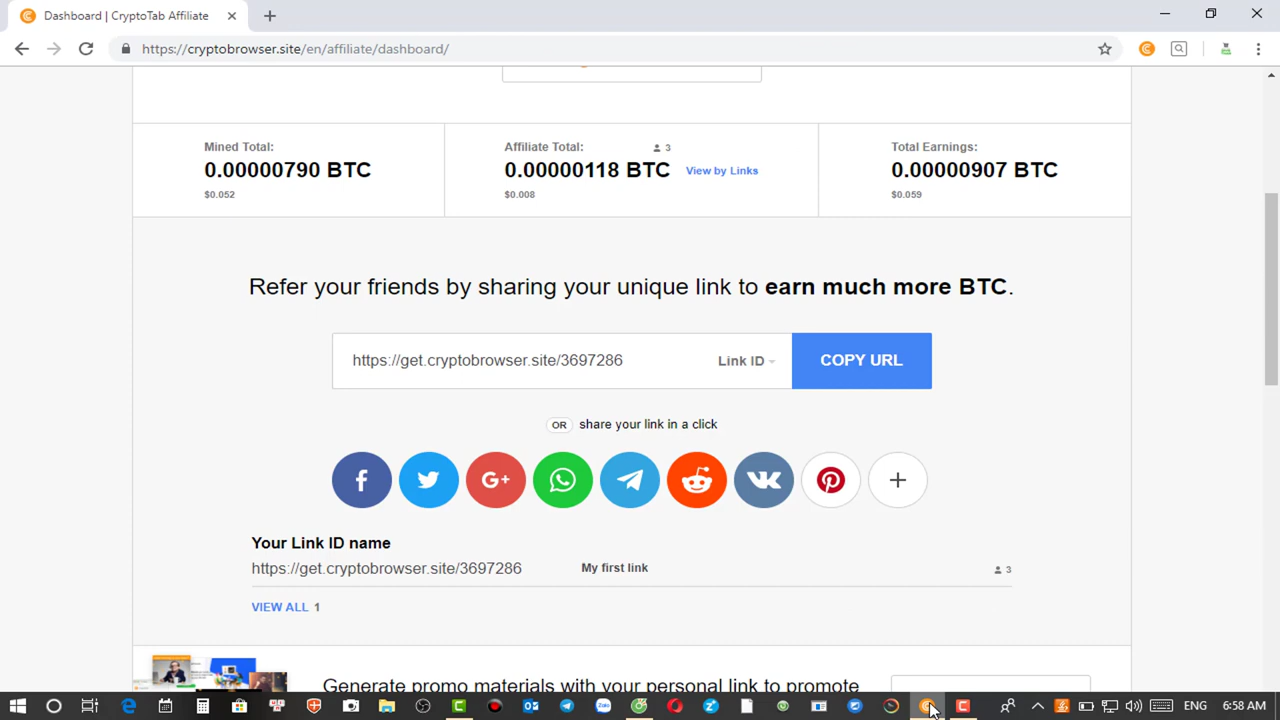 Dashboard | CryptoTab Affiliate
https://cryptobrowser.site/en/affiliate/dashboard/
Mined Total:
0.00000790 BTC
$0.052
Affiliate Total: 3
0.00000118 BTC View by Links
$0.008
Total Earnings:
0.00000907 BTC
$0.059
Refer your friends by sharing your unique link to earn much more BTC.
https://get.cryptobrowser.site/3697286 Link ID COPY URL
OR share your link in a click
Your Link ID name
https://get.cryptobrowser.site/3697286 My first link 3
VIEW ALL 1
Generate promo materials with your personal link to promote
ENG 6:58 AM